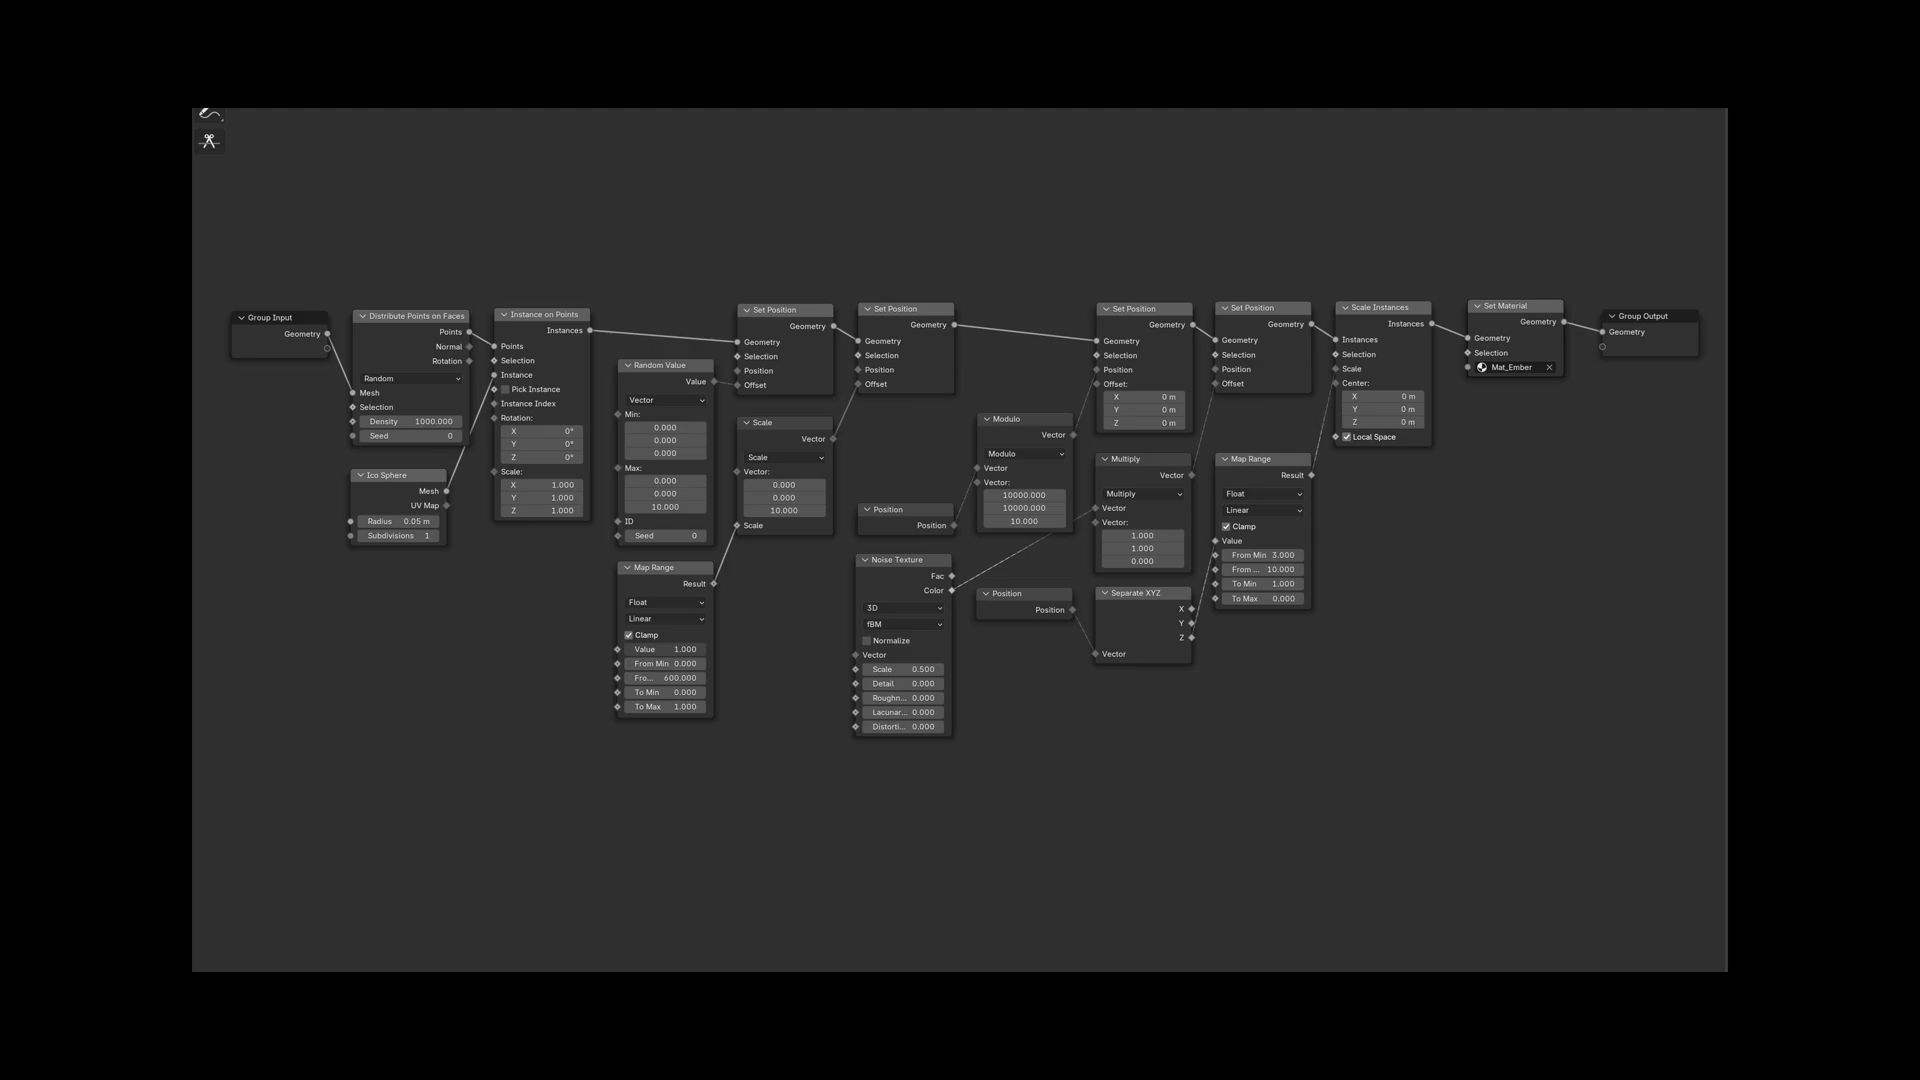 Group Input
Geometry
Distribute Points on Faces
Points
Normal
Rotation
Random
Mesh
Selection
Density 1000.000
Seed 0
Ico Sphere
Mesh
UV Map
Radius 0.05 m
Subdivisions 1
Instance on Points
Instances
Points
Selection
Instance
Pick Instance
Instance Index
Rotation:
X 0°
Y 0°
Z 0°
Scale:
X 1.000
Y 1.000
Z 1.000
Random Value
Value
Vector
Min:
0.000
0.000
0.000
Max:
0.000
0.000
10.000
ID
Seed 0
Map Range
Result
Float
Linear
Clamp
Value 1.000
From Min 0.000
Fro... 600.000
To Min 0.000
To Max 1.000
Set Position
Geometry
Geometry
Selection
Position
Offset
Scale
Vector
Scale
Vector:
0.000
0.000
10.000
Scale
Set Position
Geometry
Geometry
Selection
Position
Offset
Position
Position
Noise Texture
Fac
Color
3D
fBM
Normalize
Vector
Scale 0.500
Detail 0.000
Roughn... 0.000
Lacunar... 0.000
Distorti... 0.000
Modulo
Vector
Modulo
Vector
Vector:
10000.000
10000.000
10.000
Position
Position
Set Position
Geometry
Geometry
Selection
Position
Offset:
X 0 m
Y 0 m
Z 0 m
Multiply
Vector
Multiply
Vector
Vector:
1.000
1.000
0.000
Separate XYZ
X
Y
Z
Vector
Set Position
Geometry
Geometry
Selection
Position
Offset
Map Range
Result
Float
Linear
Clamp
Value
From Min 3.000
From ... 10.000
To Min 1.000
To Max 0.000
Scale Instances
Instances
Instances
Selection
Scale
Center:
X 0 m
Y 0 m
Z 0 m
Local Space
Set Material
Geometry
Geometry
Selection
Mat_Ember
Group Output
Geometry